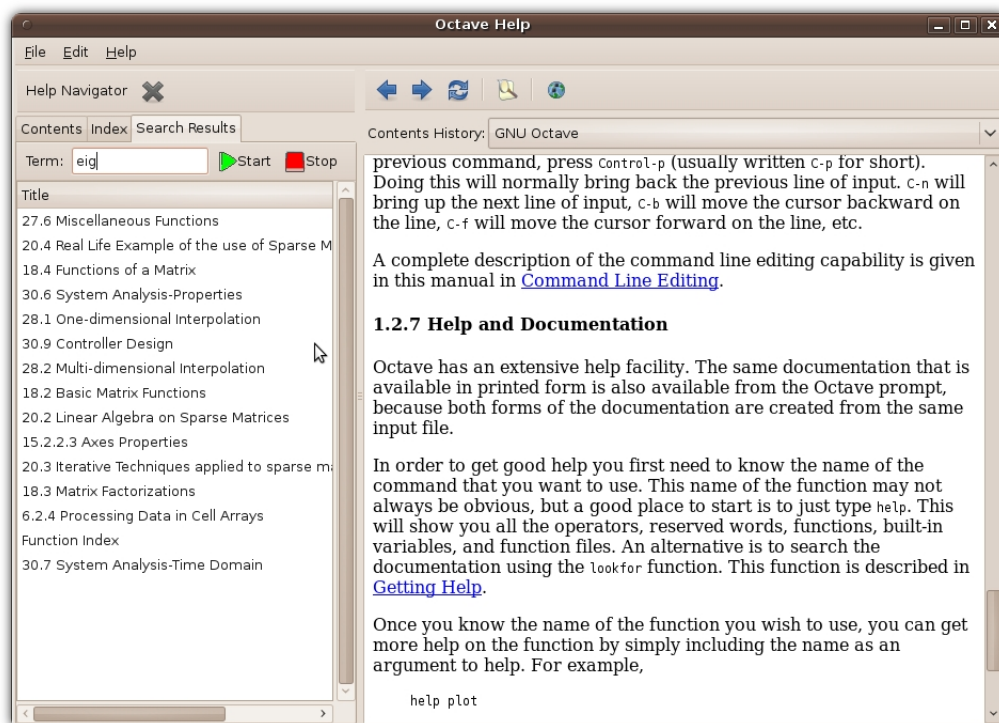 Octave Help
File Edit Help
Help Navigator
Contents Index Search Results
Term: eig Start Stop
Title
27.6 Miscellaneous Functions
20.4 Real Life Example of the use of Sparse M
18.4 Functions of a Matrix
30.6 System Analysis-Properties
28.1 One-dimensional Interpolation
30.9 Controller Design
28.2 Multi-dimensional Interpolation
18.2 Basic Matrix Functions
20.2 Linear Algebra on Sparse Matrices
15.2.2.3 Axes Properties
20.3 Iterative Techniques applied to sparse ma
18.3 Matrix Factorizations
6.2.4 Processing Data in Cell Arrays
Function Index
30.7 System Analysis-Time Domain
Contents History: GNU Octave
previous command, press Control-p (usually written C-p for short).
Doing this will normally bring back the previous line of input. C-n will
bring up the next line of input, C-b will move the cursor backward on
the line, C-f will move the cursor forward on the line, etc.
A complete description of the command line editing capability is given
in this manual in Command Line Editing.
1.2.7 Help and Documentation
Octave has an extensive help facility. The same documentation that is
available in printed form is also available from the Octave prompt,
because both forms of the documentation are created from the same
input file.
In order to get good help you first need to know the name of the
command that you want to use. This name of the function may not
always be obvious, but a good place to start is to just type help. This
will show you all the operators, reserved words, functions, built-in
variables, and function files. An alternative is to search the
documentation using the lookfor function. This function is described in
Getting Help.
Once you know the name of the function you wish to use, you can get
more help on the function by simply including the name as an
argument to help. For example,
help plot